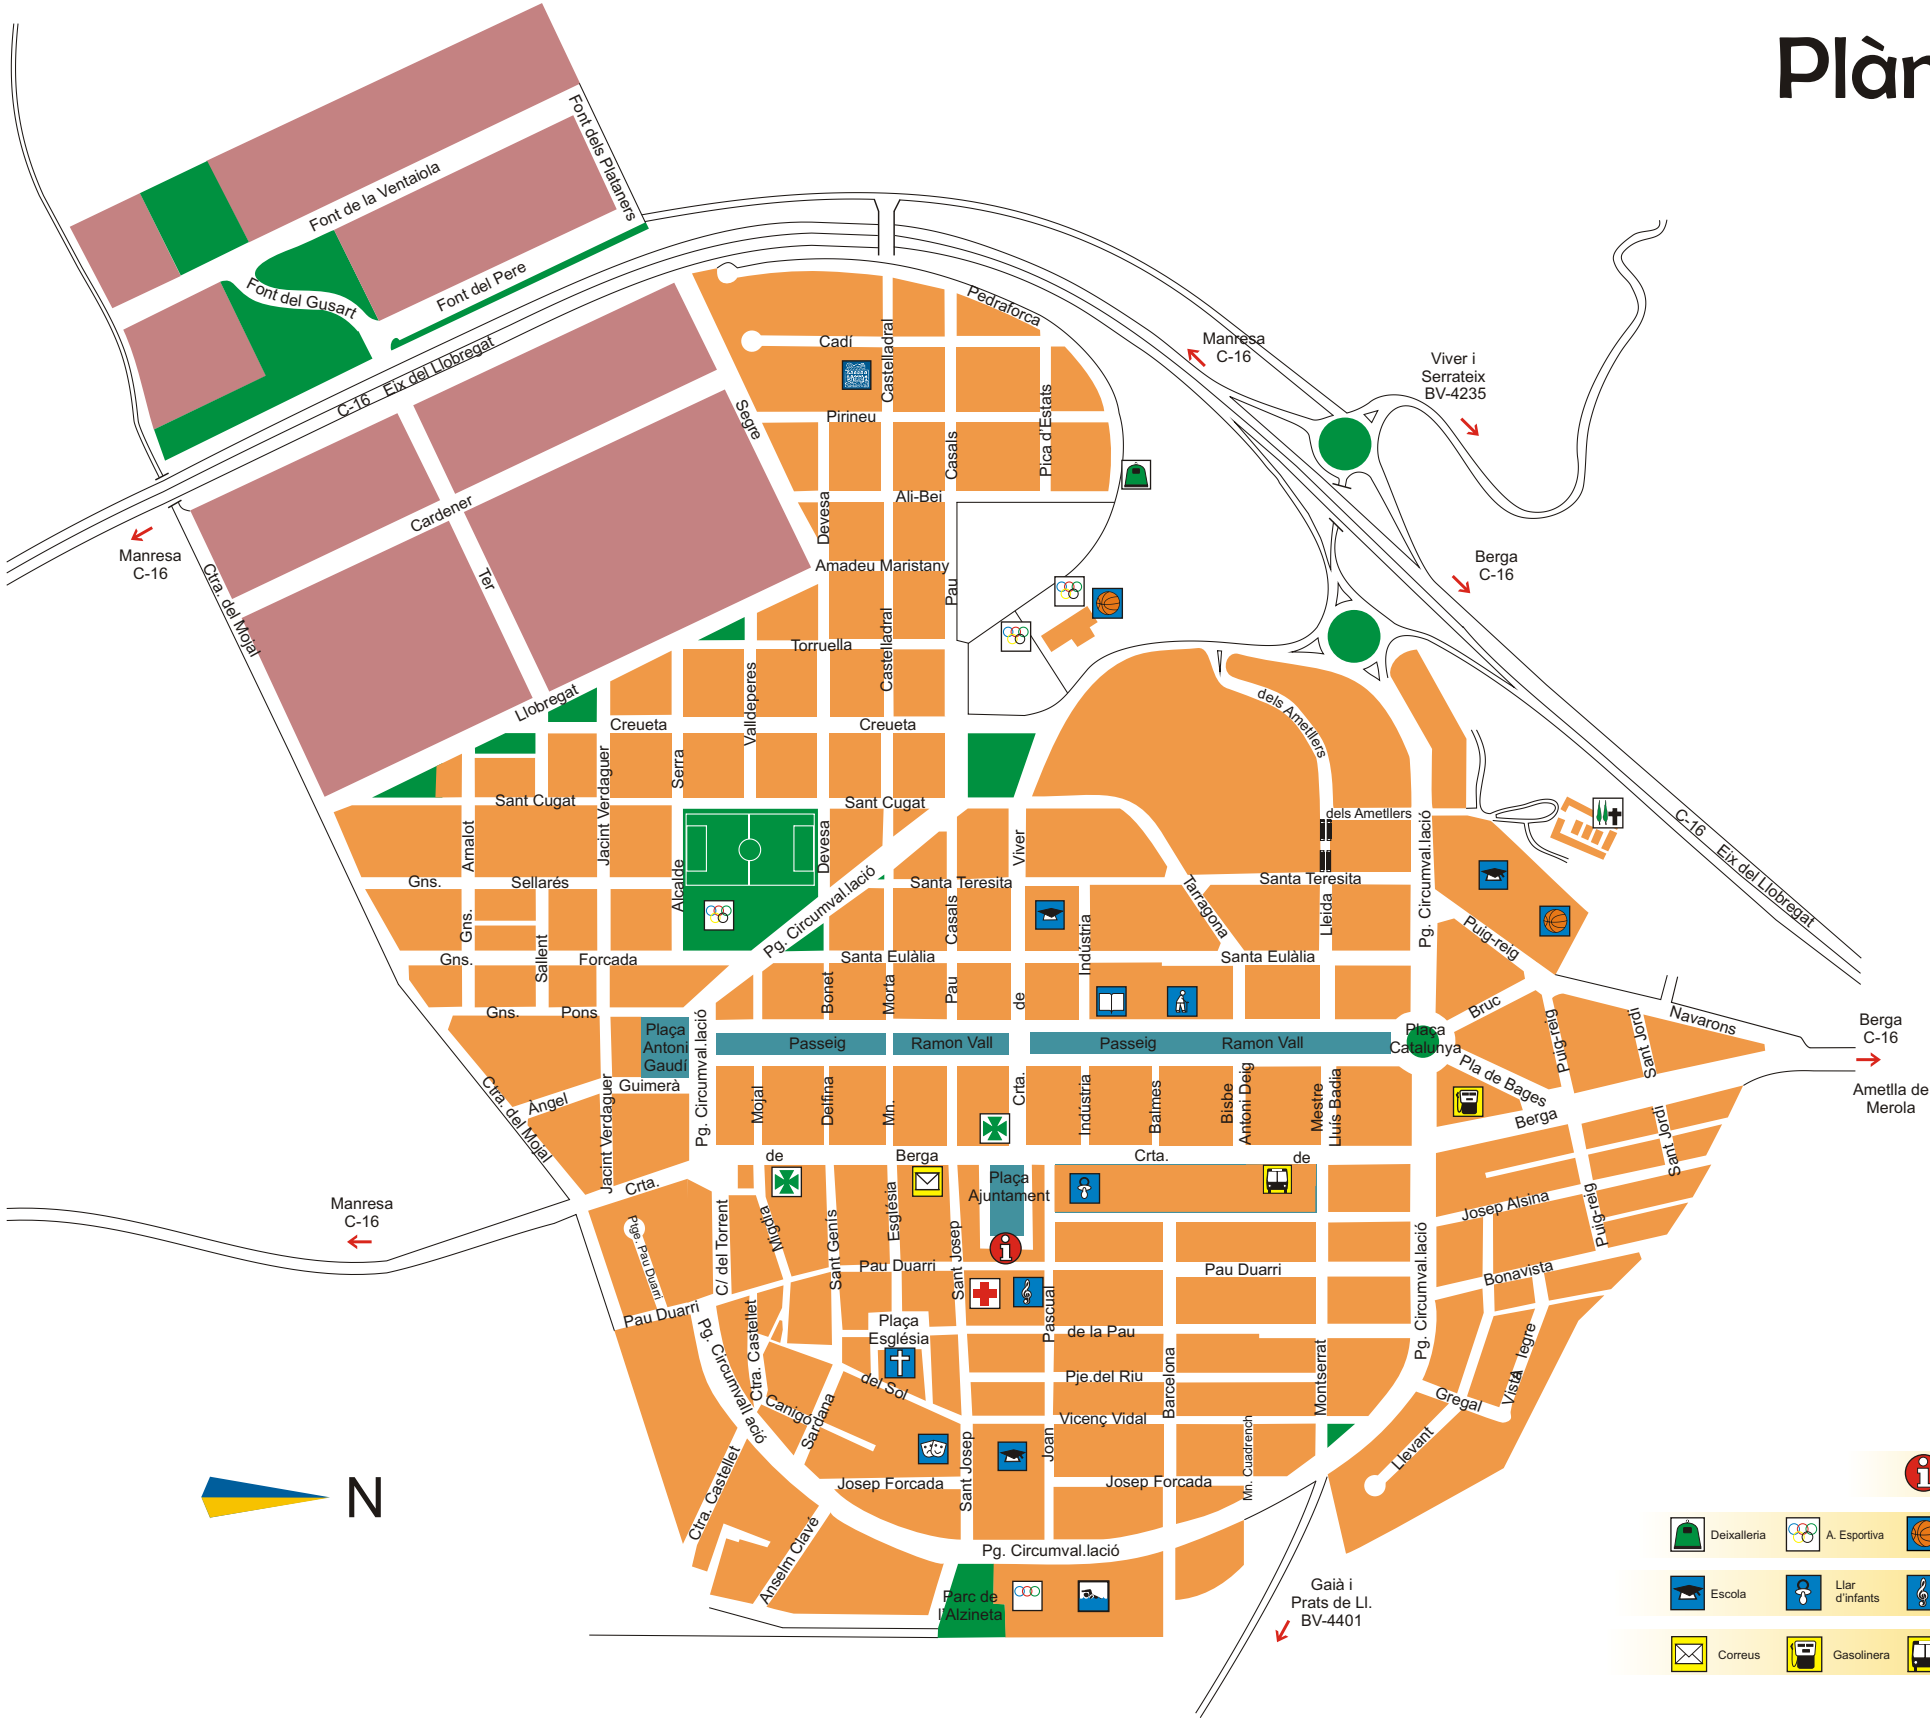 Plàn
Font dels Plataners
Font de la Ventaiola
Font del Gusart
Font del Pere
C-16
Eix del Llobregat
Pedraforca
Cadí
Castelladral
Manresa
C-16
Viver i
Serrateix
BV-4235
Segre
Pirineu
Casals
Pica d'Estats
Ali-Bei
Devesa
Cardener
Manresa
C-16
Ctra. del Mojal
Ter
Amadeu Maristany
Pau
Berga
C-16
Torruella
Castelladral
Valldeperes
Llobregat
Creueta
Creueta
dels Ametllers
Serra
Jacint Verdaguer
Sant Cugat
Sant Cugat
dels Ametllers
C-16
Eix del Llobregat
Arnalot
Devesa
Viver
Pg. Circumval.lació
Gns.
Sellarés
Alcalde
Santa Teresita
Santa Teresita
Tarragona
Lleida
Pg. Circumval.lació
Gns.
Casals
Indústria
Puig-reig
Gns.
Sallent
Forcada
Santa Eulàlia
Santa Eulàlia
Bonet
Morta
Pau
de
Gns.
Pons
Bruc
Puig-reig
Sant Jordi
Navarons
Plaça
Antoni
Gaudí
Pg. Circumval.lació
Passeig
Ramon Vall
Passeig
Ramon Vall
Plaça
Catalunya
Berga
C-16
Ametlla de
Merola
Guimerà
Àngel
Ctra. del Mojal
Jacint Verdaguer
Mojal
Delfina
Mn.
Crta.
Indústria
Balmes
Bisbe
Antoni Deig
Mestre
Lluís Badia
Pla de Bages
Berga
Sant Jordi
de
Berga
Crta.
de
Crta.
Plaça
Ajuntament
Manresa
C-16
Ptge. Pau Duarri
C/ del Torrent
Migdia
Sant Genís
Església
Sant Josep
Josep Alsina
Puig-reig
Pau Duarri
Pau Duarri
Pau Duarri
Bonavista
Pg. Circumval.lació
Pg. Circumvall ació
Ctra. Castellet
Plaça
Església
Pascual
de la Pau
Pje.del Riu
Barcelona
Montserrat
Vista
legre
Gregal
del Sol
Canigó
Sardana
Vicenç Vidal
Mn. Cuadrench
Llevant
Joan
Sant Josep
Josep Forcada
Josep Forcada
Ctra. Castellet
Anselm Clavé
Pg. Circumval.lació
Parc de
l'Alzineta
Gaià i
Prats de Ll.
BV-4401
N
Deixalleria
A. Esportiva
Escola
Llar
d'infants
Correus
Gasolinera